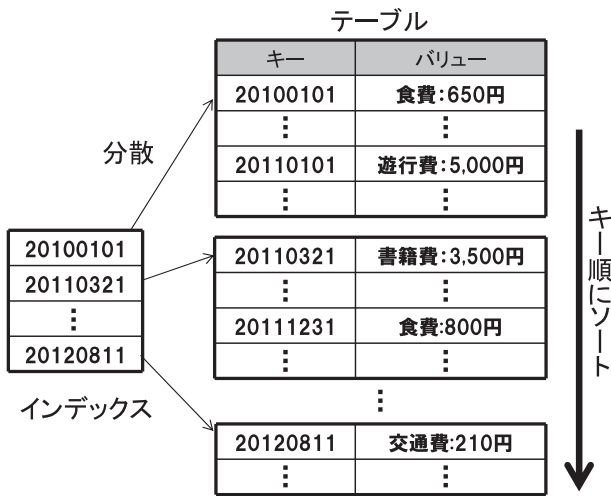 テーブル
キー バリュー
20100101 食費:650円
⋮ ⋮
20110101 遊行費:5,000円
⋮ ⋮
分散
20100101
20110321
⋮
20120811
インデックス
20110321 書籍費:3,500円
⋮ ⋮
20111231 食費:800円
⋮ ⋮
⋮
20120811 交通費:210円
⋮ ⋮
キー順にソート